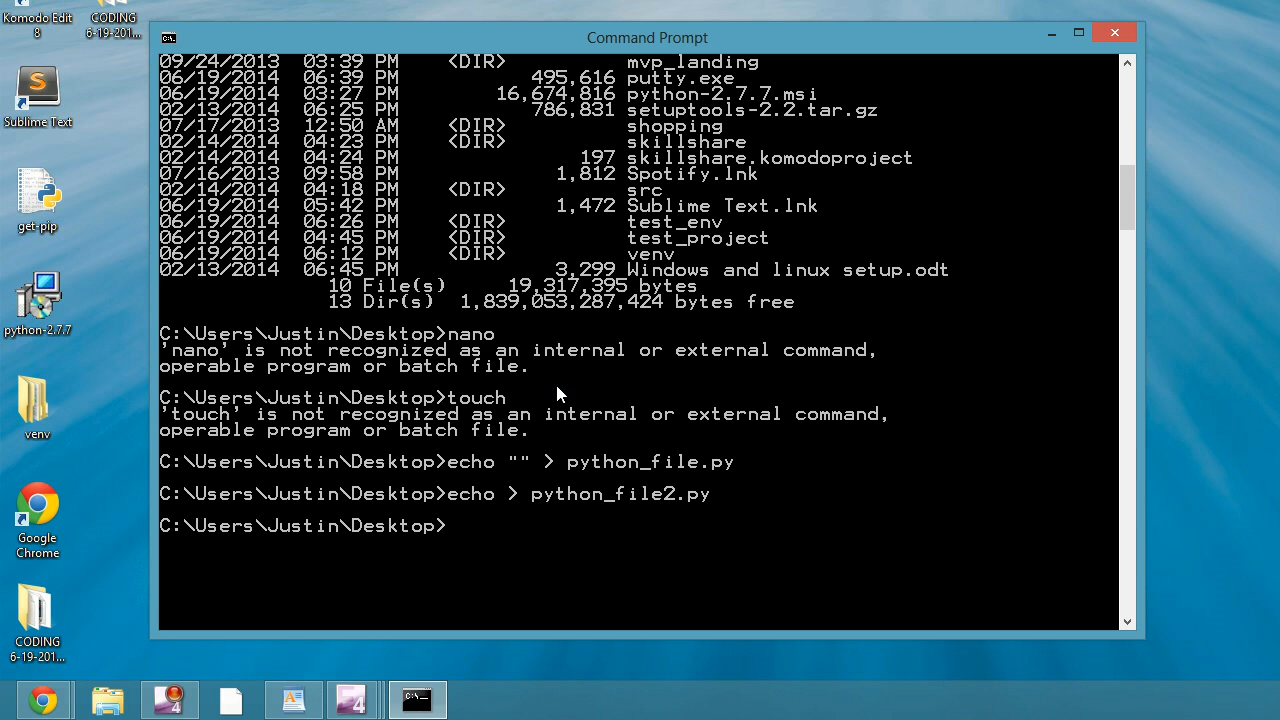 Komodo Edit
8
CODING
6-19-201...
Sublime Text
get-pip
python-2.7.7
venv
Google
Chrome
CODING
6-19-201...
Command Prompt
09/24/2013  03:39 PM    <DIR>          mvp_landing
06/19/2014  06:39 PM           495,616 putty.exe
06/19/2014  03:27 PM        16,674,816 python-2.7.7.msi
02/13/2014  06:25 PM           786,831 setuptools-2.2.tar.gz
07/17/2013  12:50 AM    <DIR>          shopping
02/14/2014  04:23 PM    <DIR>          skillshare
02/14/2014  04:24 PM               197 skillshare.komodoproject
07/16/2013  09:58 PM             1,812 Spotify.lnk
02/14/2014  04:18 PM    <DIR>          src
06/19/2014  05:42 PM             1,472 Sublime Text.lnk
06/19/2014  06:26 PM    <DIR>          test_env
06/19/2014  04:45 PM    <DIR>          test_project
06/19/2014  06:12 PM    <DIR>          venv
02/13/2014  06:45 PM             3,299 Windows and linux setup.odt
10 File(s)     19,317,395 bytes
13 Dir(s)  1,839,053,287,424 bytes free
C:\Users\Justin\Desktop>nano
'nano' is not recognized as an internal or external command,
operable program or batch file.
C:\Users\Justin\Desktop>touch
'touch' is not recognized as an internal or external command,
operable program or batch file.
C:\Users\Justin\Desktop>echo "" > python_file.py
C:\Users\Justin\Desktop>echo > python_file2.py
C:\Users\Justin\Desktop>